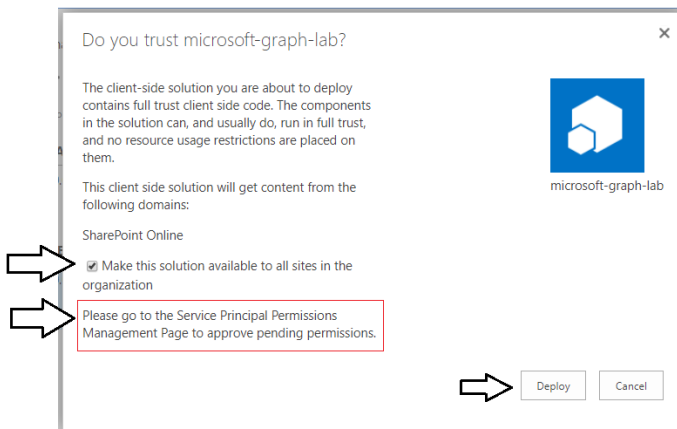 Do you trust microsoft-graph-lab?
The client-side solution you are about to deploy
contains full trust client side code. The components
in the solution can, and usually do, run in full trust,
and no resource usage restrictions are placed on
them.
microsoft-graph-lab
This client side solution will get content from the
following domains:
SharePoint Online
Make this solution available to all sites in the
organization
Please go to the Service Principal Permissions
Management Page to approve pending permissions.
Deploy
Cancel